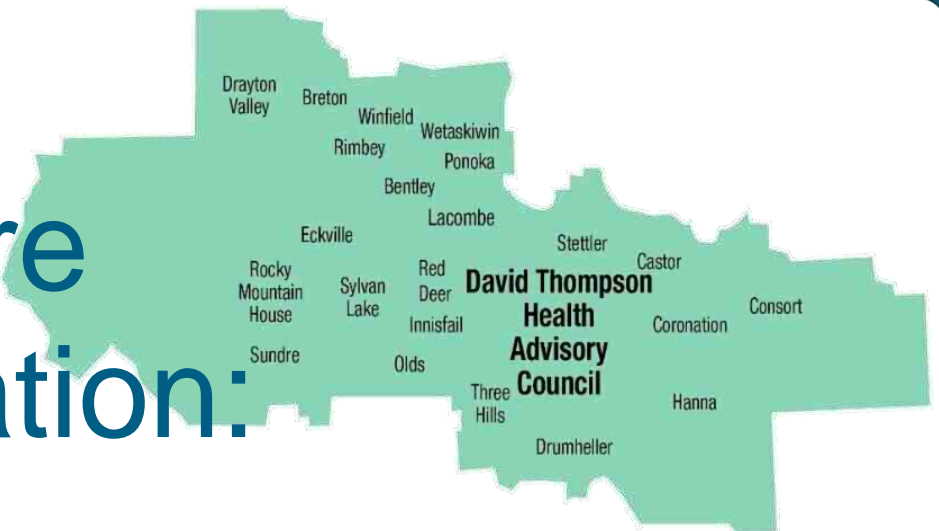 Drayton
Valley
Breton
Winfield
Wetaskiwin
Rimbey
Ponoka
Bentley
Lacombe
Eckville
Stettler
Castor
Rocky
Mountain
House
Sylvan
Lake
Red
Deer
David Thompson
Health
Advisory
Council
Consort
Coronation
Innisfail
Sundre
Olds
Three
Hills
Hanna
Drumheller
re
ation: